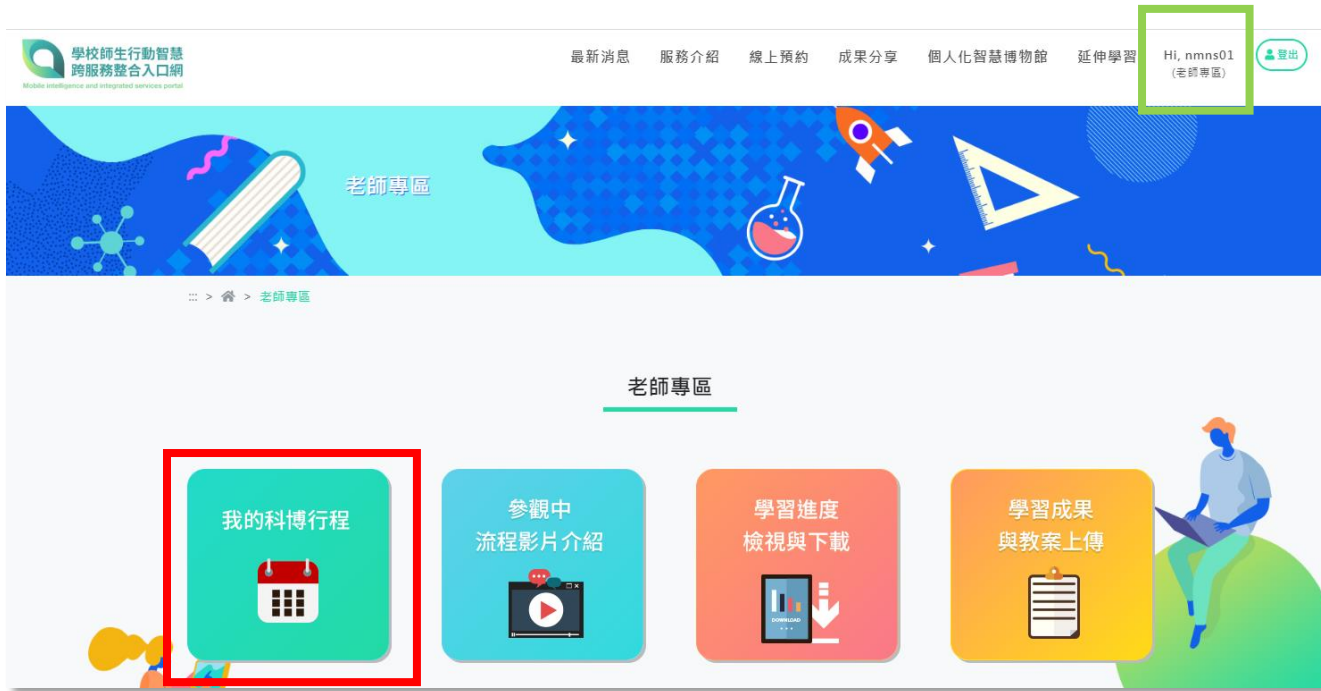 學校師生行動智慧
跨服務整合入口網
Mobile intelligence and integrated services portal
最新消息 服務介紹 線上預約 成果分享 個人化智慧博物館 延伸學習 Hi, nmns01 登出
(老師專區)
老師專區
::: > > 老師專區
老師專區
我的科博行程
參觀中
流程影片介紹
學習進度
檢視與下載
DOWNLOAD
學習成果
與教案上傳